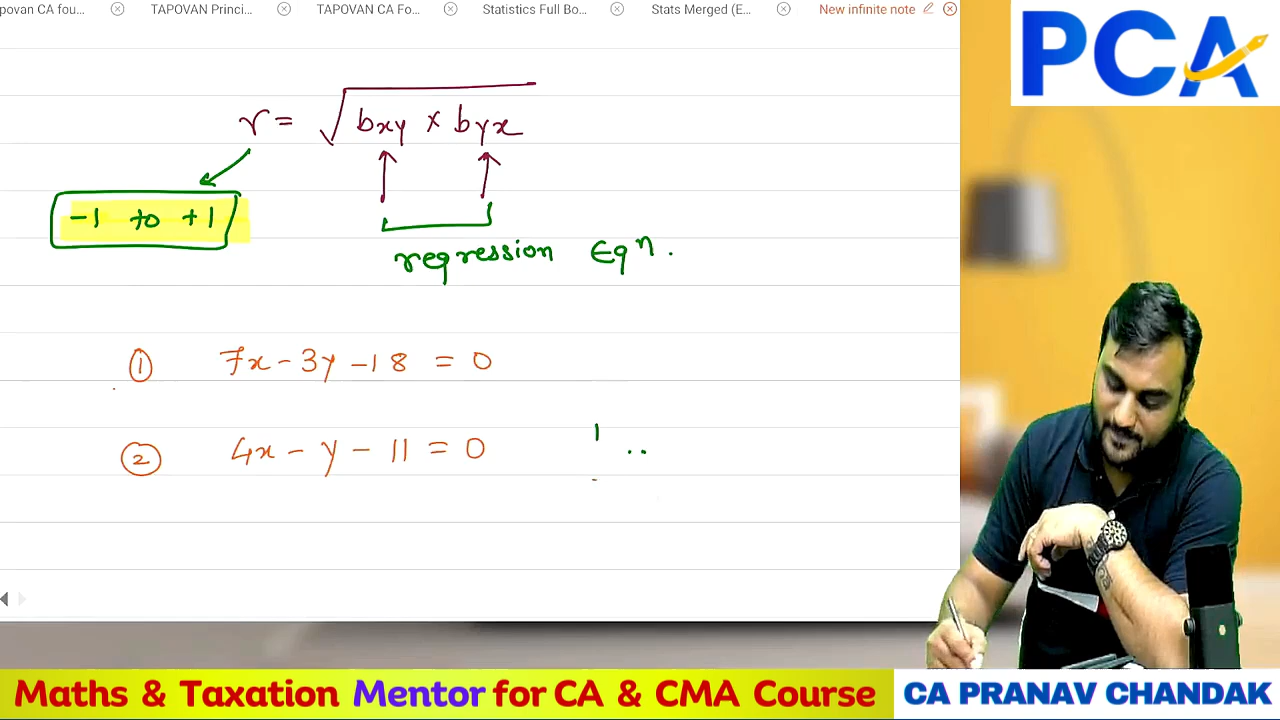 povan CA fou...
TAPOVAN Princi...
TAPOVAN CA Fo...
Statistics Full Bo...
Stats Merged (E...
New infinite note
PCA
r = √bxy × byx
-1 to +1
regression Eqⁿ.
① 7x - 3y - 18 = 0
② 4x - y - 11 = 0
Maths & Taxation Mentor for CA & CMA Course
CA PRANAV CHANDAK